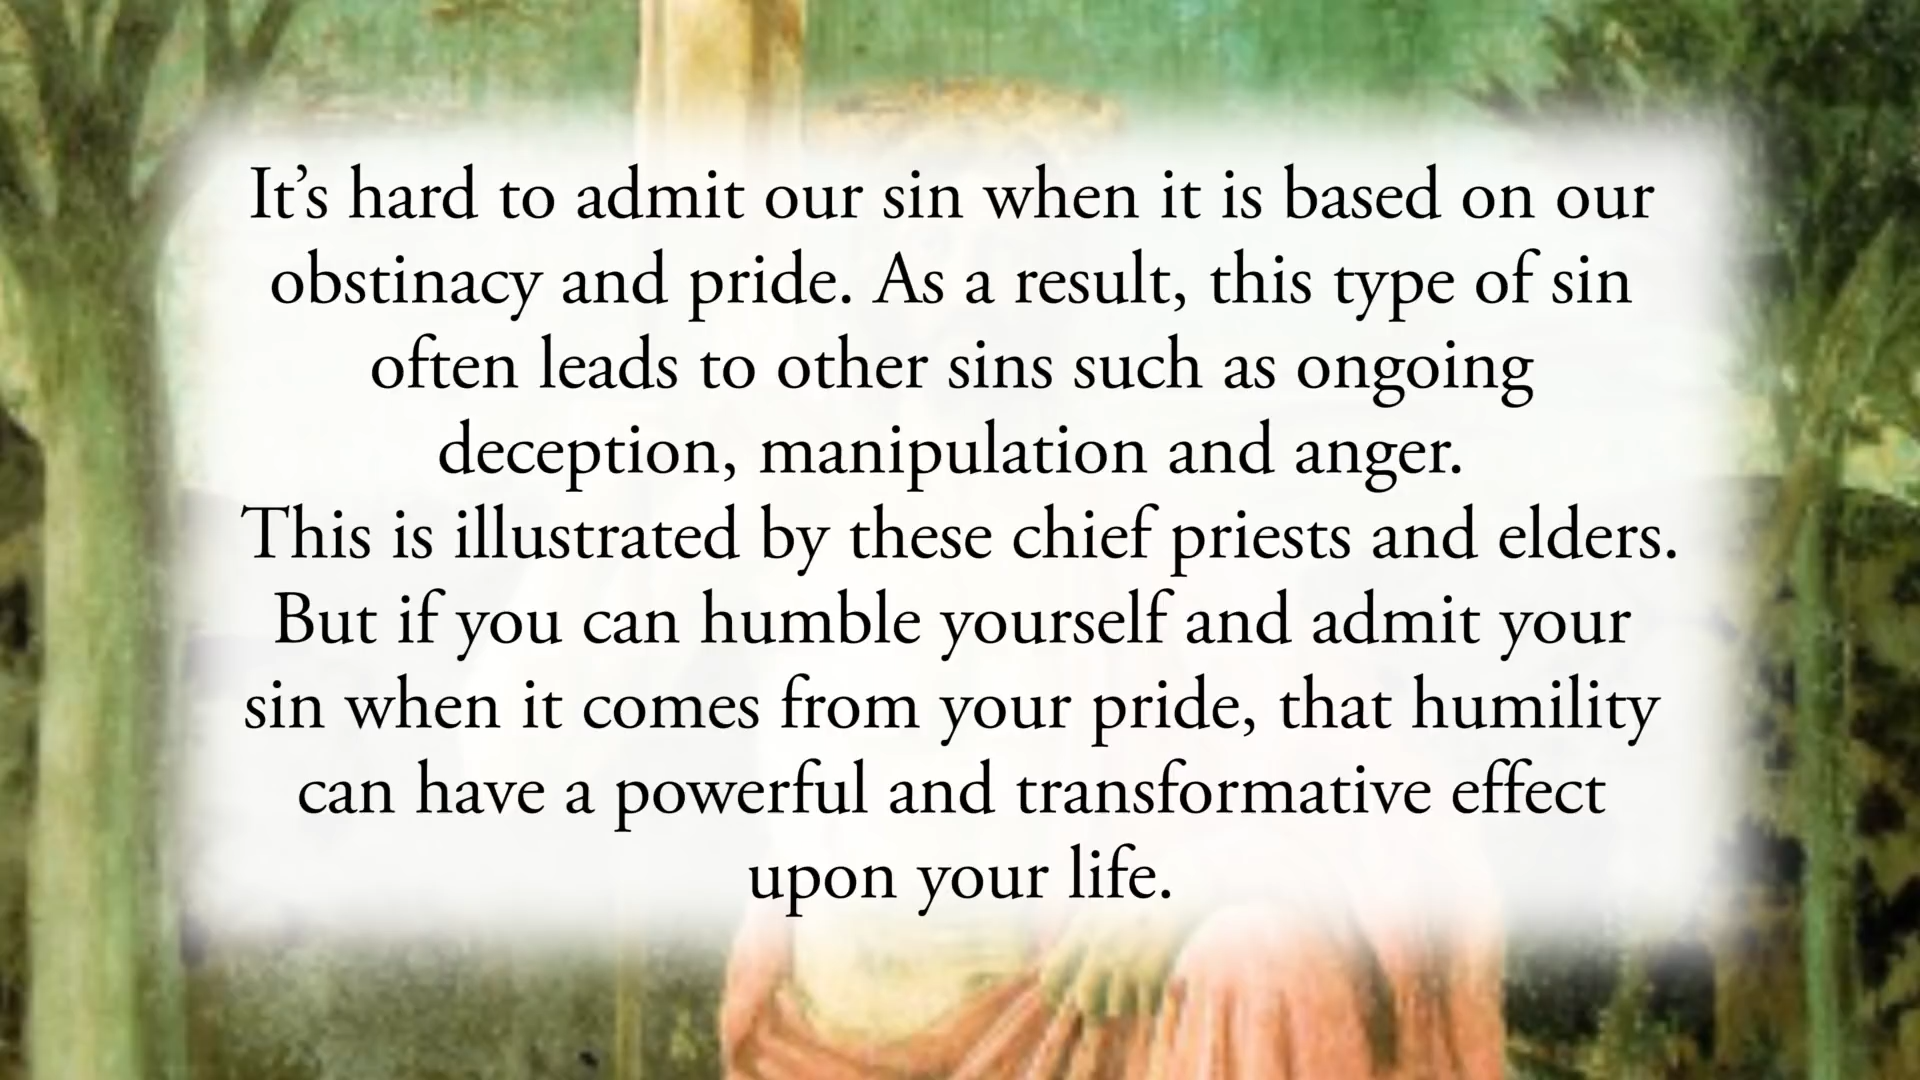 It’s hard to admit our sin when it is based on our
obstinacy and pride. As a result, this type of sin
often leads to other sins such as ongoing
deception, manipulation and anger.
This is illustrated by these chief priests and elders.
But if you can humble yourself and admit your
sin when it comes from your pride, that humility
can have a powerful and transformative effect
upon your life.